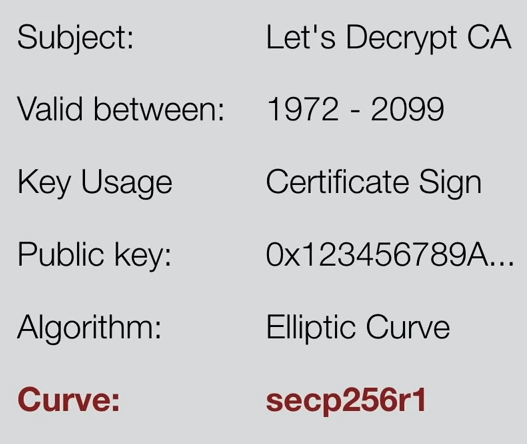 Subject: Let's Decrypt CA
Valid between: 1972 - 2099
Key Usage Certificate Sign
Public key: 0x123456789A...
Algorithm: Elliptic Curve
Curve: secp256r1